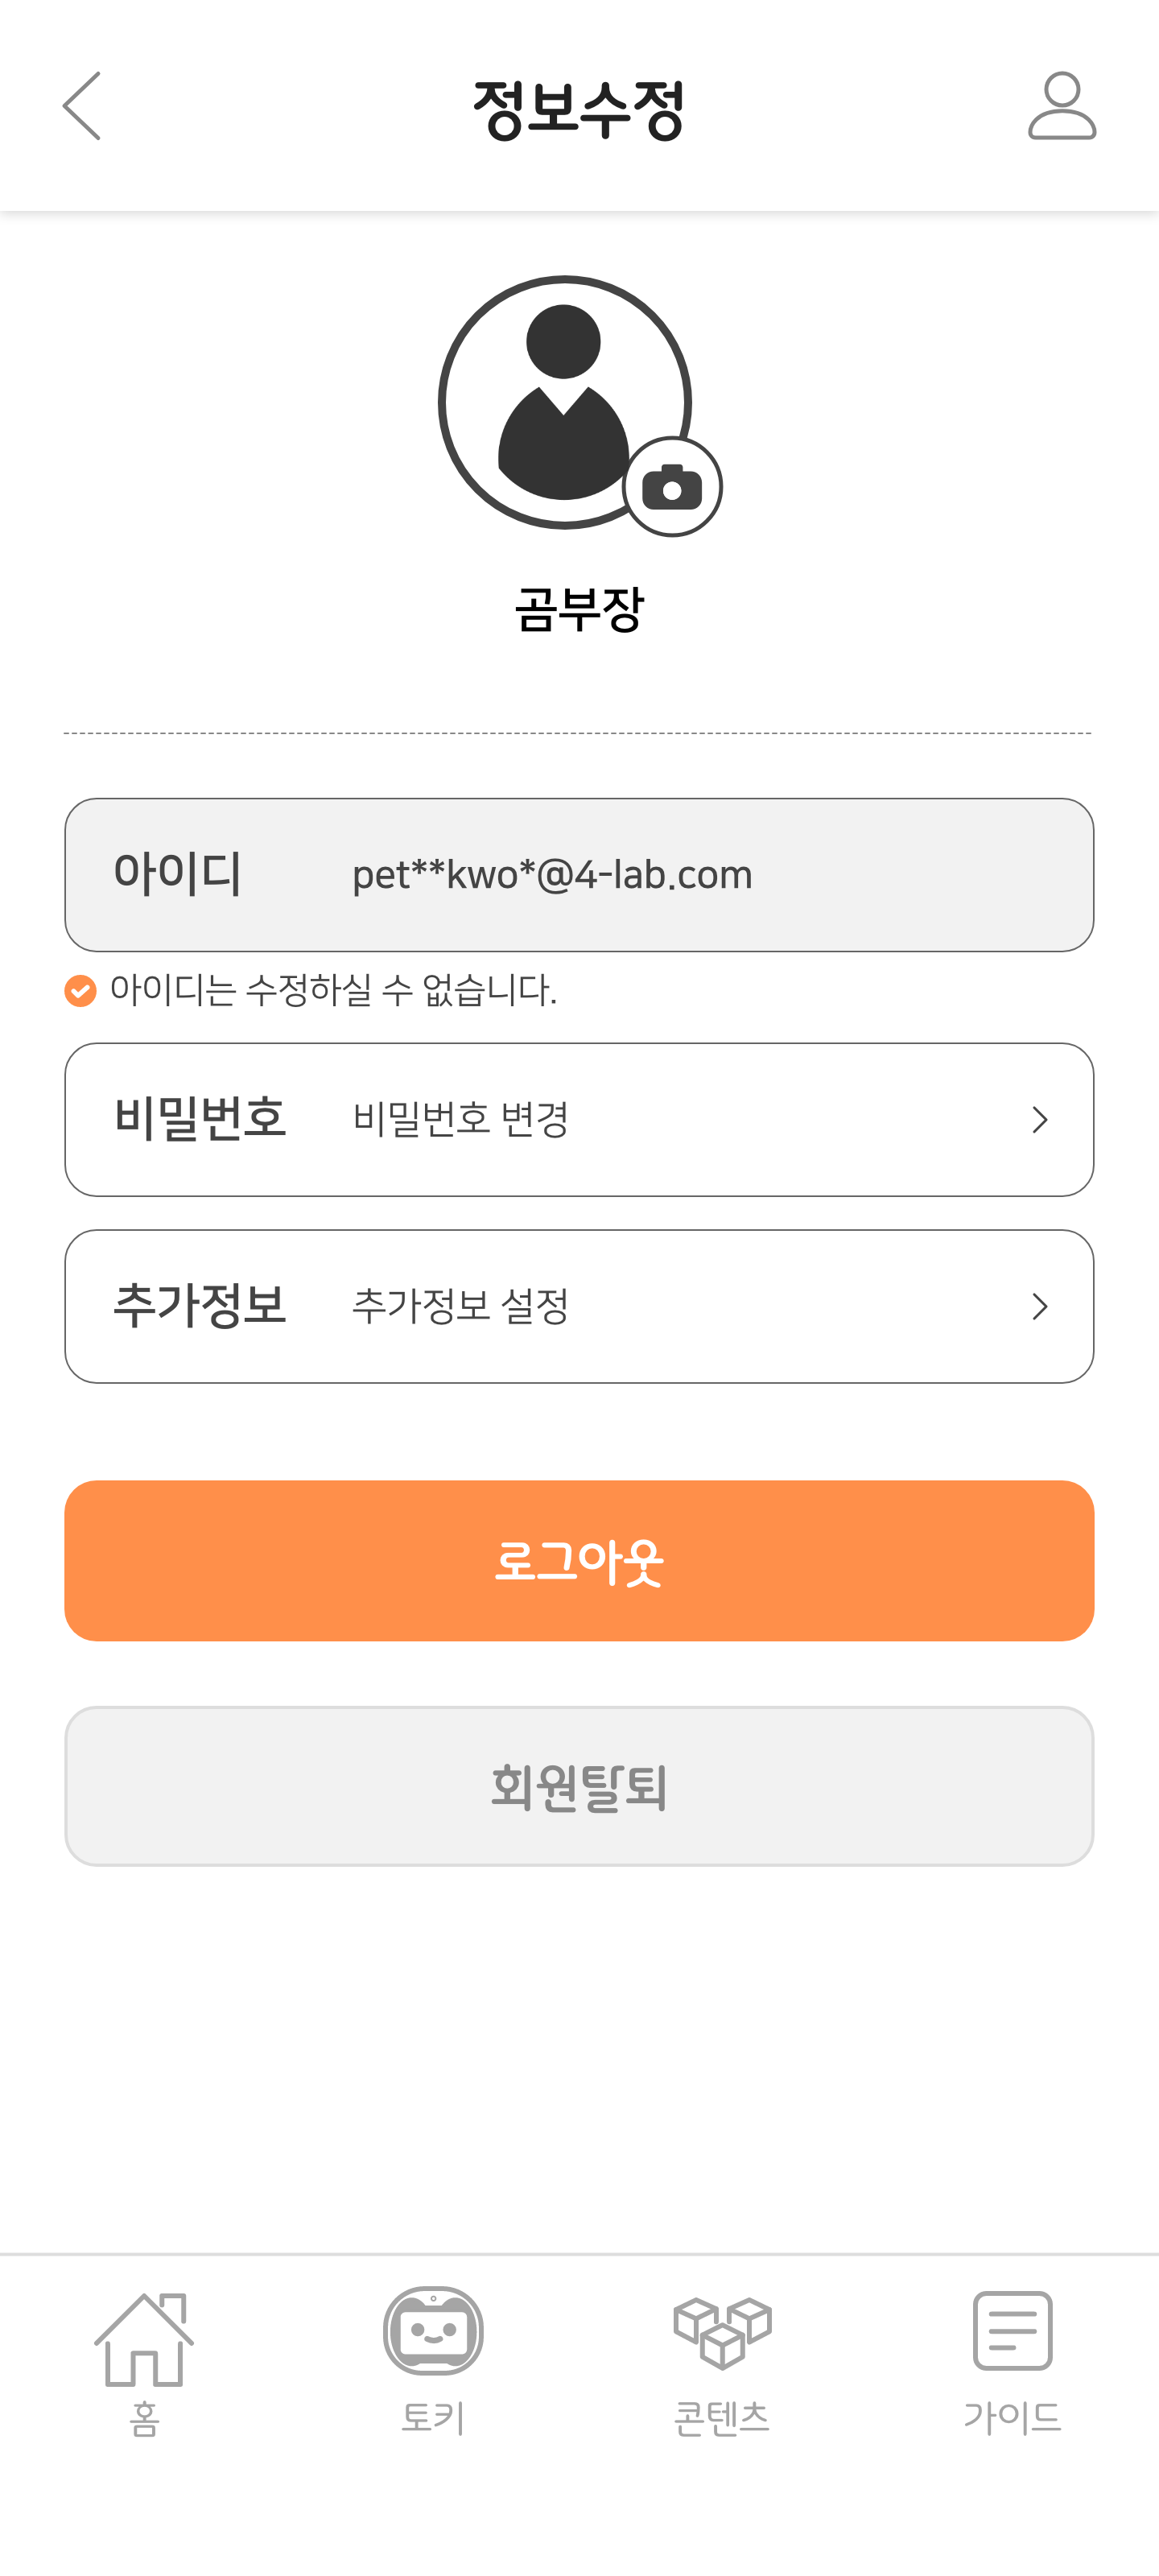 정보수정
곰부장
아이디 pet**kwo*@4-lab.com
아이디는 수정하실 수 없습니다.
비밀번호 비밀번호 변경
추가정보 추가정보 설정
로그아웃
회원탈퇴
홈 토키 콘텐츠 가이드